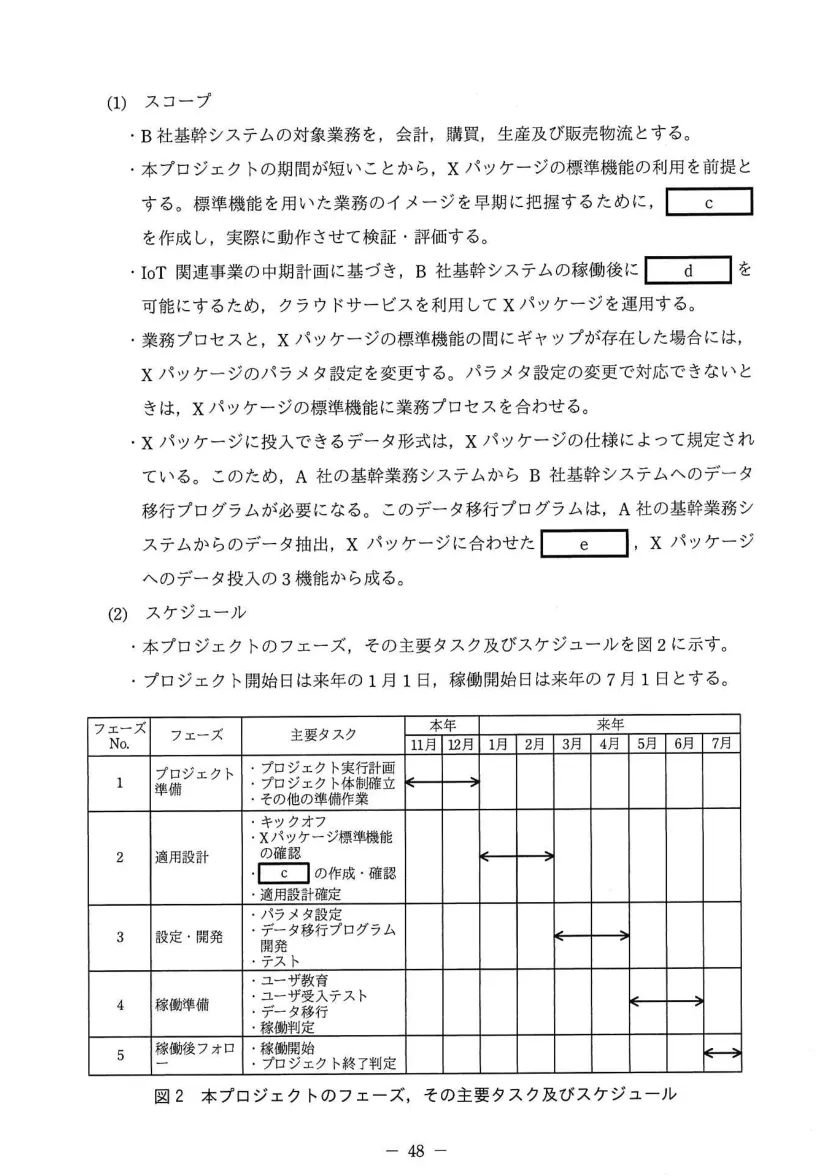 (1) スコープ
・B 社基幹システムの対象業務を，会計，購買，生産及び販売物流とする。
・本プロジェクトの期間が短いことから，X パッケージの標準機能の利用を前提と
する。標準機能を用いた業務のイメージを早期に把握するために， c
を作成し，実際に動作させて検証・評価する。
・IoT 関連事業の中期計画に基づき，B 社基幹システムの稼働後に d を
可能にするため，クラウドサービスを利用して X パッケージを運用する。
・業務プロセスと，X パッケージの標準機能の間にギャップが存在した場合には，
X パッケージのパラメタ設定を変更する。パラメタ設定の変更で対応できないと
きは，X パッケージの標準機能に業務プロセスを合わせる。
・X パッケージに投入できるデータ形式は，X パッケージの仕様によって規定され
ている。このため，A 社の基幹業務システムから B 社基幹システムへのデータ
移行プログラムが必要になる。このデータ移行プログラムは，A 社の基幹業務シ
ステムからのデータ抽出，X パッケージに合わせた e ，X パッケージ
へのデータ投入の 3 機能から成る。
(2) スケジュール
・本プロジェクトのフェーズ，その主要タスク及びスケジュールを図 2 に示す。
・プロジェクト開始日は来年の 1 月 1 日，稼働開始日は来年の 7 月 1 日とする。
フェーズ No. フェーズ 主要タスク 本年 来年
11月 12月 1月 2月 3月 4月 5月 6月 7月
1 プロジェクト準備
・プロジェクト実行計画
・プロジェクト体制確立
・その他の準備作業
2 適用設計
・キックオフ
・Xパッケージ標準機能
の確認
・ c の作成・確認
・適用設計確定
3 設定・開発
・パラメタ設定
・データ移行プログラム
開発
・テスト
4 稼働準備
・ユーザ教育
・ユーザ受入テスト
・データ移行
・稼働判定
5 稼働後フォロー
・稼働開始
・プロジェクト終了判定
図 2 本プロジェクトのフェーズ，その主要タスク及びスケジュール
－ 48 －